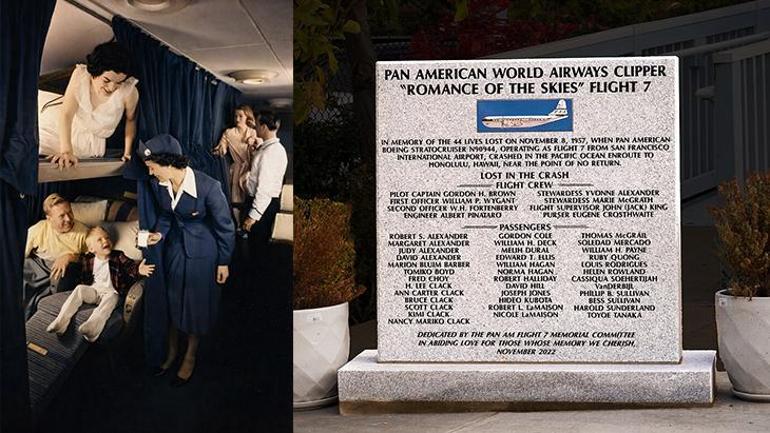 PAN AMERICAN WORLD AIRWAYS CLIPPER
"ROMANCE OF THE SKIES" FLIGHT 7
IN MEMORY OF THE 44 LIVES LOST ON NOVEMBER 8, 1957, WHEN PAN AMERICAN
BOEING STRATOCRUISER N90944, OPERATING AS FLIGHT 7 FROM SAN FRANCISCO
INTERNATIONAL AIRPORT, CRASHED IN THE PACIFIC OCEAN ENROUTE TO
HONOLULU, HAWAII, NEAR THE POINT OF NO RETURN.
LOST IN THE CRASH
FLIGHT CREW
PILOT CAPTAIN GORDON H. BROWN
FIRST OFFICER WILLIAM P. WYGANT
SECOND OFFICER W.H. FORTENBERRY
ENGINEER ALBERT PINATARO
STEWARDESS YVONNE ALEXANDER
STEWARDESS MARIE McGRATH
FLIGHT SUPERVISOR JOHN (JACK) KING
PURSER EUGENE CROSTHWAITE
PASSENGERS
ROBERT S. ALEXANDER
MARGARET ALEXANDER
JUDY ALEXANDER
DAVID ALEXANDER
MARION BLUIM BARBER
TOMIKO BOYD
FRED CHOY
H. LEE CLACK
ANN CARTER CLACK
BRUCE CLACK
SCOTT CLACK
KIMI CLACK
NANCY MARIKO CLACK
GORDON COLE
WILLIAM H. DECK
MELIH DURAL
EDWARD T. ELLIS
WILLIAM HAGAN
NORMA HAGAN
ROBERT HALLIDAY
DAVID HILL
JOSEPH JONES
HIDEO KUBOTA
ROBERT L. LaMAISON
NICOLE LaMAISON
THOMAS McGRAIL
SOLEDAD MERCADO
WILLIAM H. PAYNE
RUBY QUONG
LOUIS RODRIGUEZ
HELEN ROWLAND
CASSIQUA SOEHERTIJAH
VanDERBIJL
PHILLIP B. SULLIVAN
BESS SULLIVAN
HAROLD SUNDERLAND
TOYOE TANAKA
DEDICATED BY THE PAN AM FLIGHT 7 MEMORIAL COMMITTEE
IN ABIDING LOVE FOR THOSE WHOSE MEMORY WE CHERISH,
NOVEMBER 2022